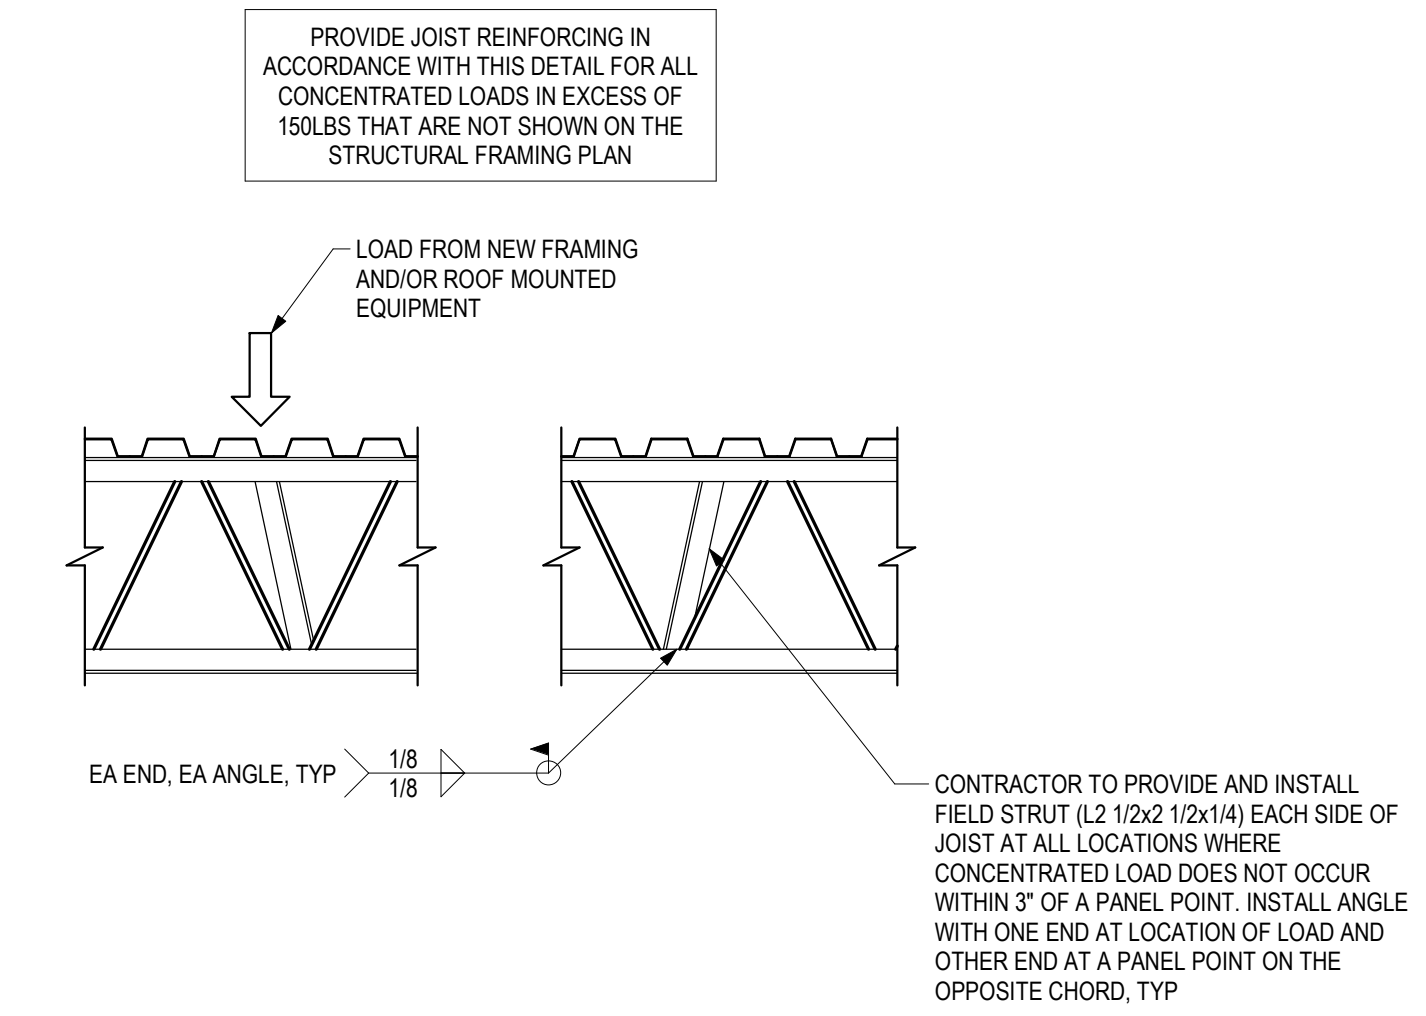 PROVIDE JOIST REINFORCING IN
ACCORDANCE WITH THIS DETAIL FOR ALL
CONCENTRATED LOADS IN EXCESS OF
150LBS THAT ARE NOT SHOWN ON THE
STRUCTURAL FRAMING PLAN
LOAD FROM NEW FRAMING
AND/OR ROOF MOUNTED
EQUIPMENT
EA END, EA ANGLE, TYP
1/8
1/8
CONTRACTOR TO PROVIDE AND INSTALL
FIELD STRUT (L2 1/2x2 1/2x1/4) EACH SIDE OF
JOIST AT ALL LOCATIONS WHERE
CONCENTRATED LOAD DOES NOT OCCUR
WITHIN 3" OF A PANEL POINT. INSTALL ANGLE
WITH ONE END AT LOCATION OF LOAD AND
OTHER END AT A PANEL POINT ON THE
OPPOSITE CHORD, TYP